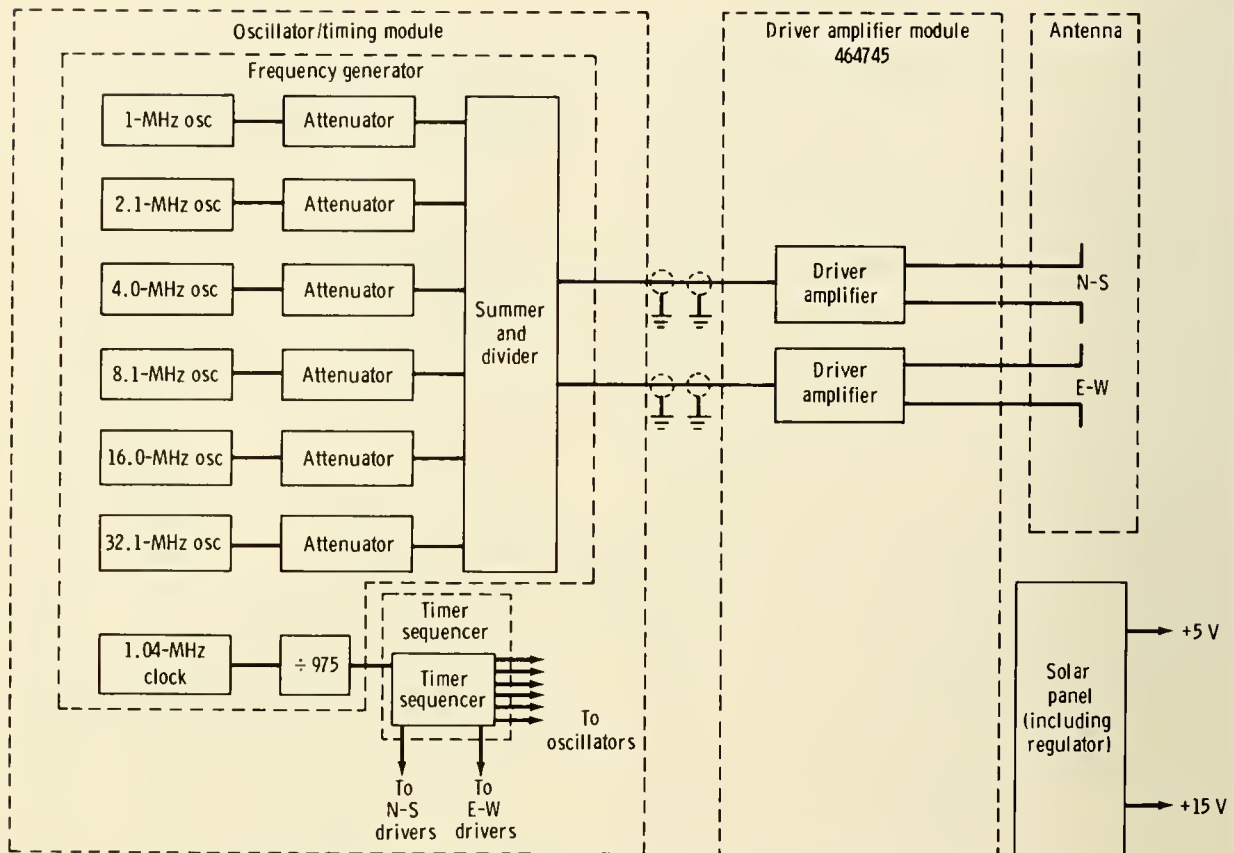 Oscillator/timing module
Frequency generator
1-MHz osc
Attenuator
2.1-MHz osc
Attenuator
4.0-MHz osc
Attenuator
8.1-MHz osc
Attenuator
16.0-MHz osc
Attenuator
32.1-MHz osc
Attenuator
Summer
and
divider
1.04-MHz
clock
÷ 975
Timer
sequencer
Timer
sequencer
To
oscillators
To
N-S
drivers
To
E-W
drivers
Driver amplifier module
464745
Driver
amplifier
Driver
amplifier
Antenna
N-S
E-W
Solar
panel
(including
regulator)
+5 V
+15 V